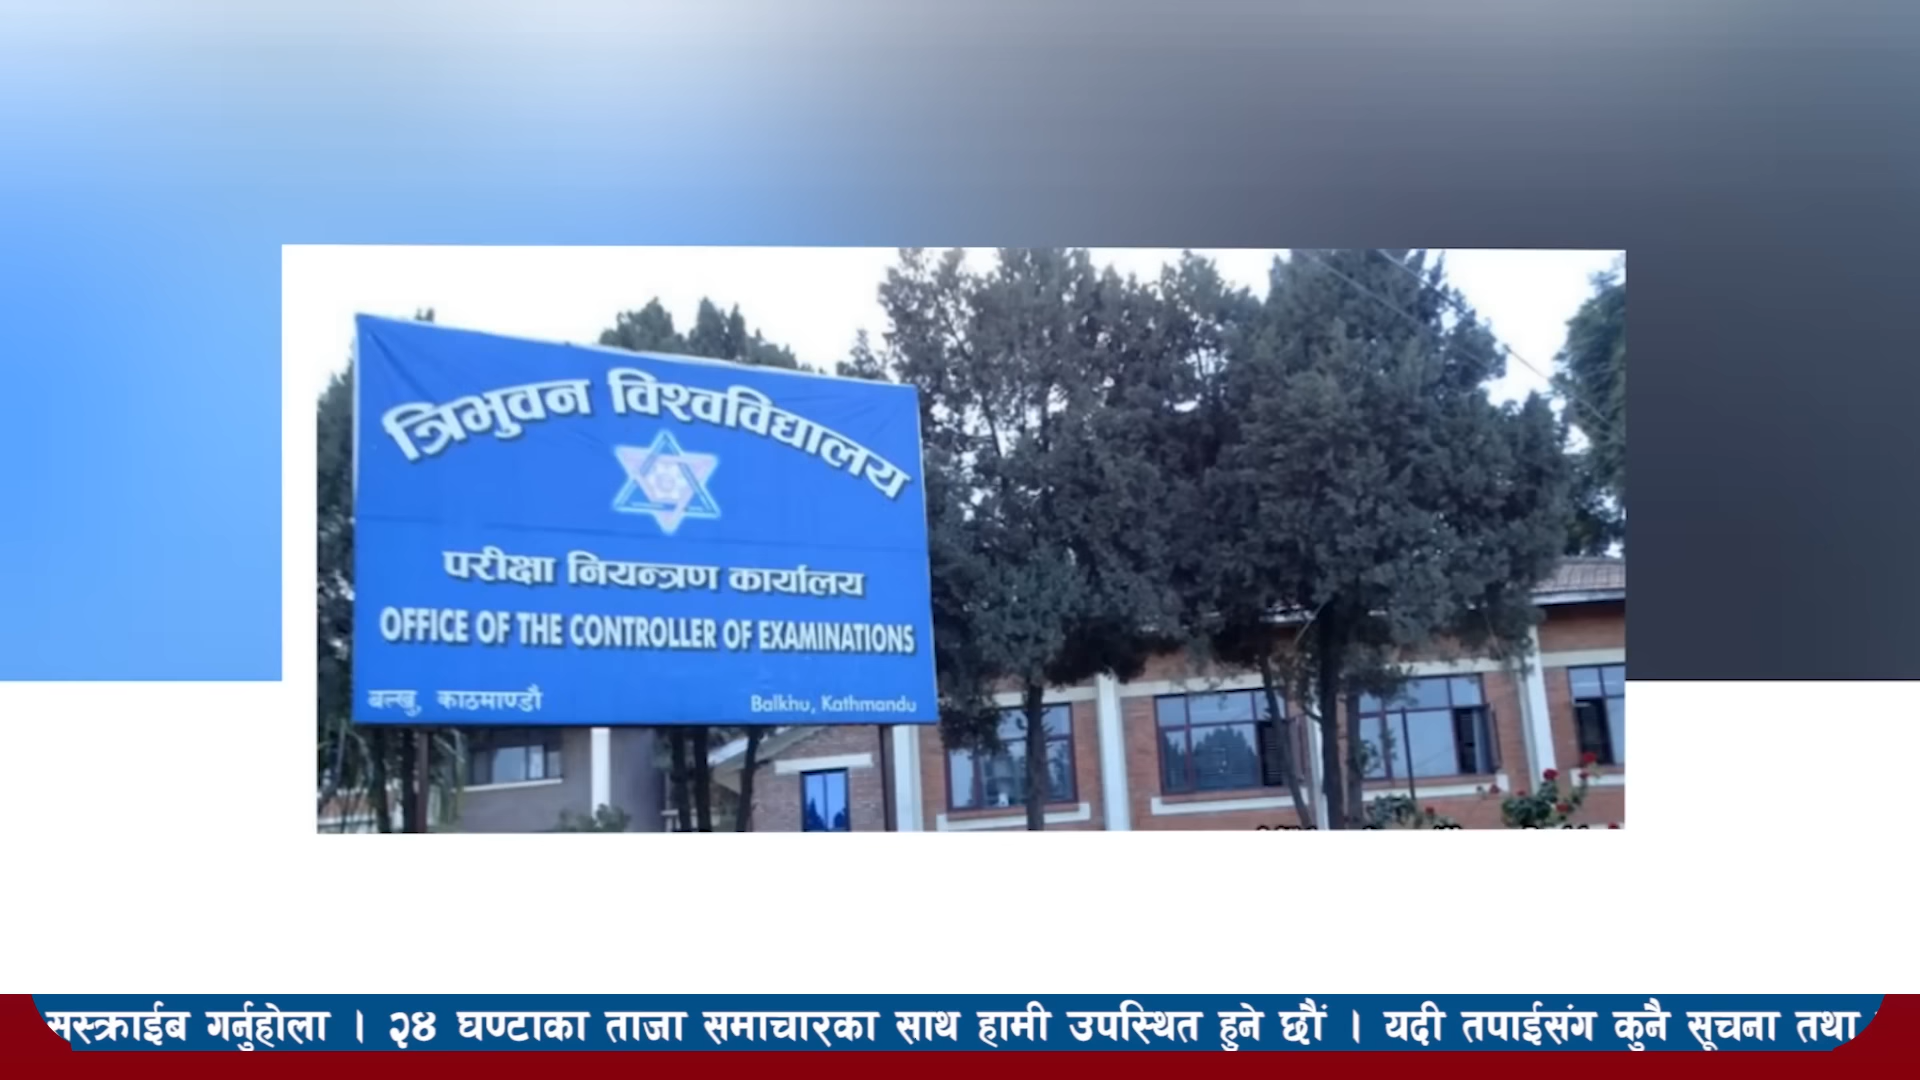 त्रिभुवन विश्वविद्यालय
परीक्षा नियन्त्रण कार्यालय
OFFICE OF THE CONTROLLER OF EXAMINATIONS
बल्खु, काठमाण्डौ
Balkhu, Kathmandu
सस्क्राईब गर्नुहोला । २४ घण्टाका ताजा समाचारका साथ हामी उपस्थित हुने छौं । यदी तपाईसंग कुनै सूचना तथा